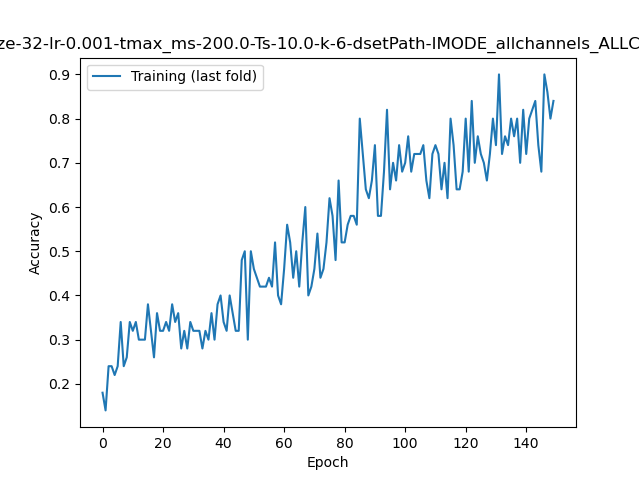 ze-32-lr-0.001-tmax_ms-200.0-Ts-10.0-k-6-dsetPath-IMODE_allchannels_ALLC
Training (last fold)
0.9
0.8
0.7
0.6
0.5
0.4
0.3
0.2
Accuracy
0 20 40 60 80 100 120 140
Epoch